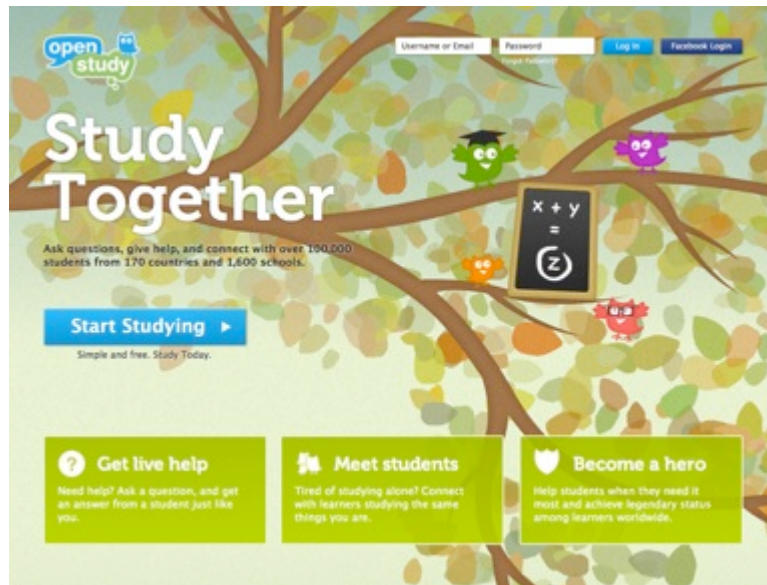 open
study
Username or Email
Password
Log In
Facebook Login
Forgot Password?
Study
Together
Ask questions, give help, and connect with over 100,000
students from 170 countries and 1,600 schools.
x + y
=
z
Start Studying
Simple and free. Study Today.
? Get live help
Need help? Ask a question, and get
an answer from a student just like
you.
Meet students
Tired of studying alone? Connect
with learners studying the same
things you are.
Become a hero
Help students when they need it
most and achieve legendary status
among learners worldwide.